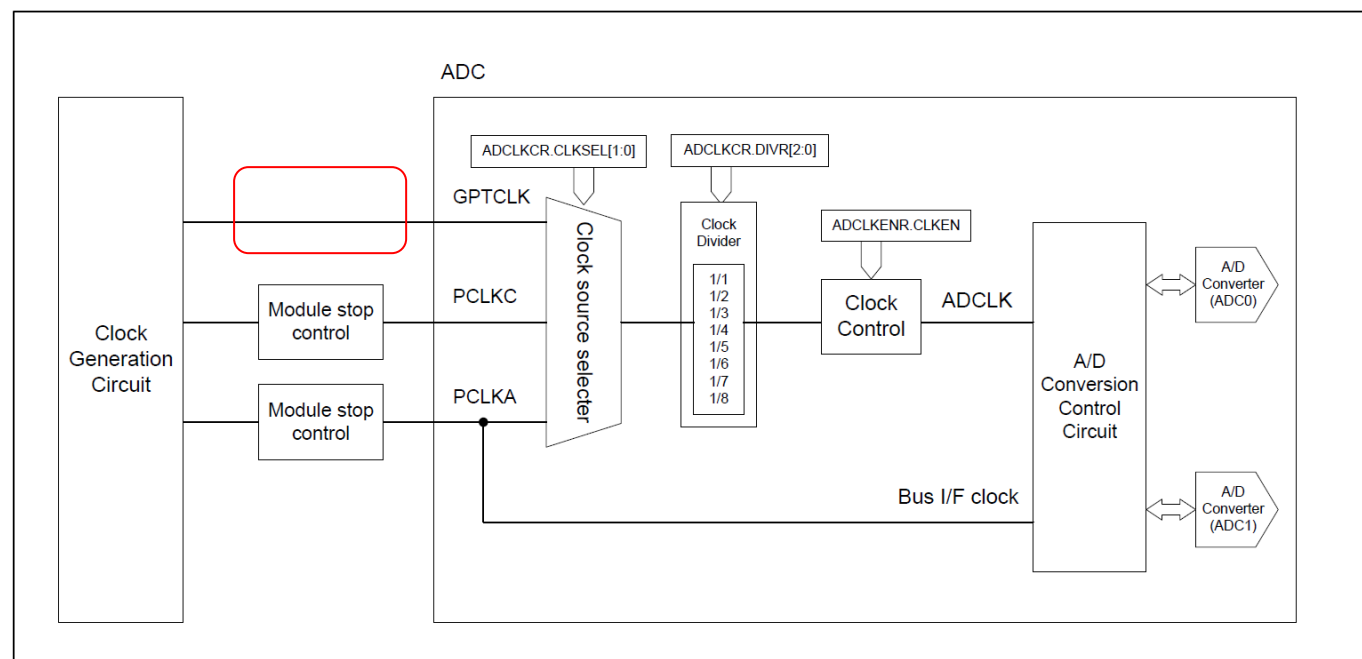 ADC
ADCLKCR.CLKSEL[1:0]
ADCLKCR.DIVR[2:0]
GPTCLK
Clock
Divider
ADCLKENR.CLKEN
Clock source selecter
1/1
1/2
1/3
1/4
1/5
1/6
1/7
1/8
A/D
Converter
(ADC0)
Module stop
control
PCLKC
Clock
Control
ADCLK
Clock
Generation
Circuit
A/D
Conversion
Control
Circuit
Module stop
control
PCLKA
Bus I/F clock
A/D
Converter
(ADC1)